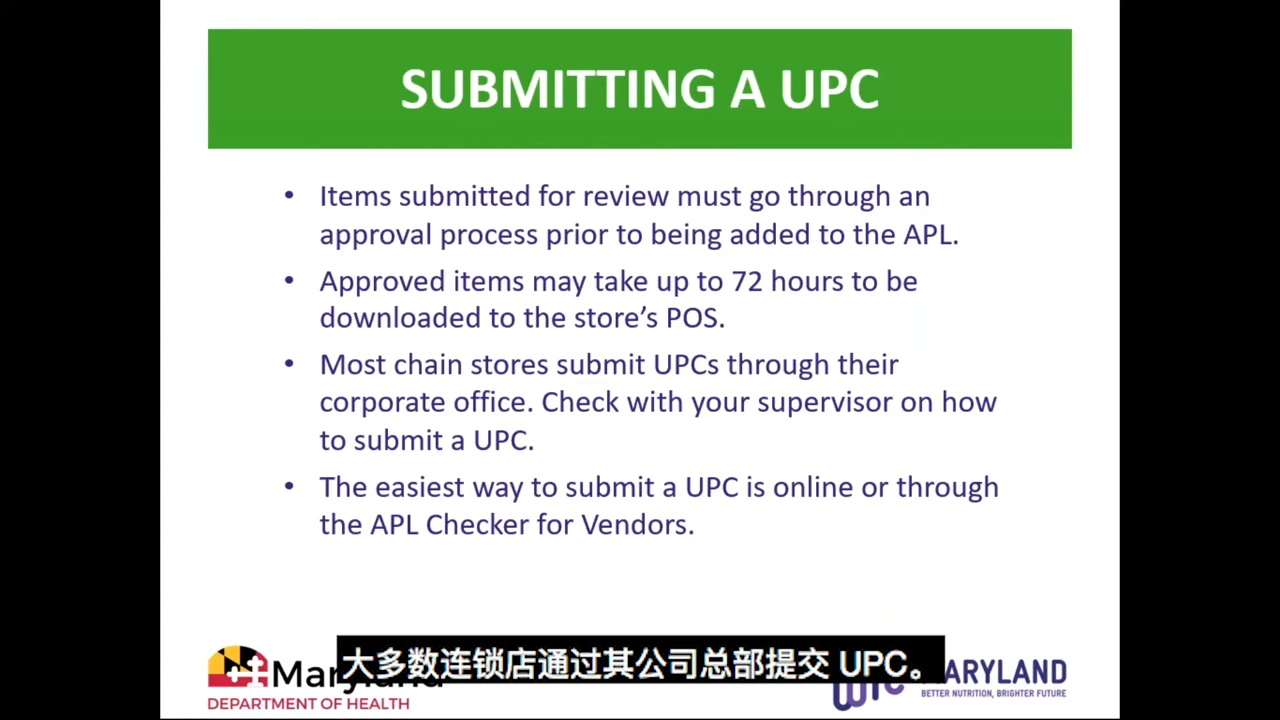 SUBMITTING A UPC
• Items submitted for review must go through an
approval process prior to being added to the APL.
• Approved items may take up to 72 hours to be
downloaded to the store's POS.
• Most chain stores submit UPCs through their
corporate office. Check with your supervisor on how
to submit a UPC.
• The easiest way to submit a UPC is online or through
the APL Checker for Vendors.
大多数连锁店通过其公司总部提交 UPC。
DEPARTMENT OF HEALTH
BETTER NUTRITION, BRIGHTER FUTURE